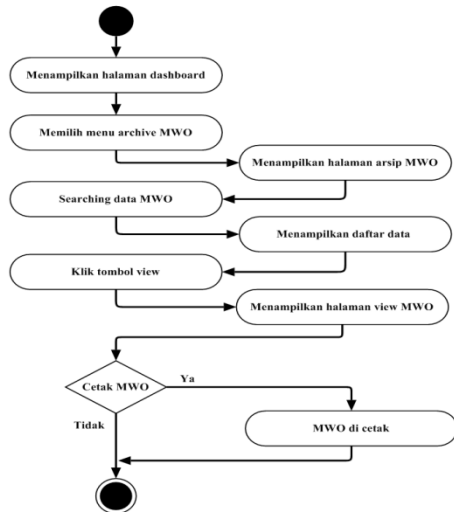 Menampilkan halaman dashboard
Memilih menu archive MWO
Menampilkan halaman arsip MWO
Searching data MWO
Menampilkan daftar data
Klik tombol view
Menampilkan halaman view MWO
Cetak MWO
Ya
Tidak
MWO di cetak